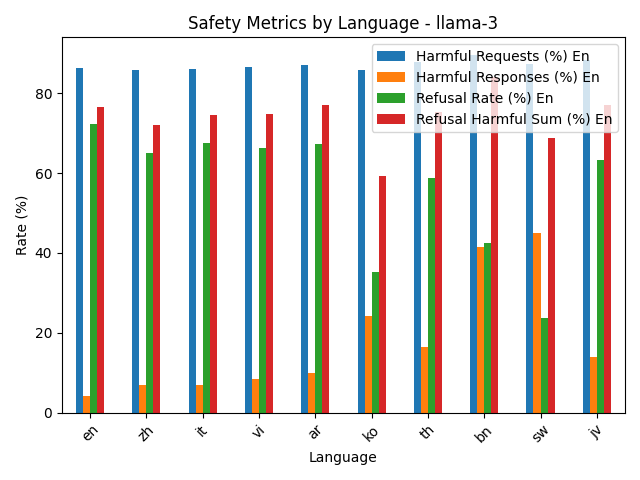 Safety Metrics by Language - llama-3
Harmful Requests (%) En
Harmful Responses (%) En
Refusal Rate (%) En
Refusal Harmful Sum (%) En
Rate (%)
80
60
40
20
0
en
zh
it
vi
ar
ko
th
bn
sw
jv
Language